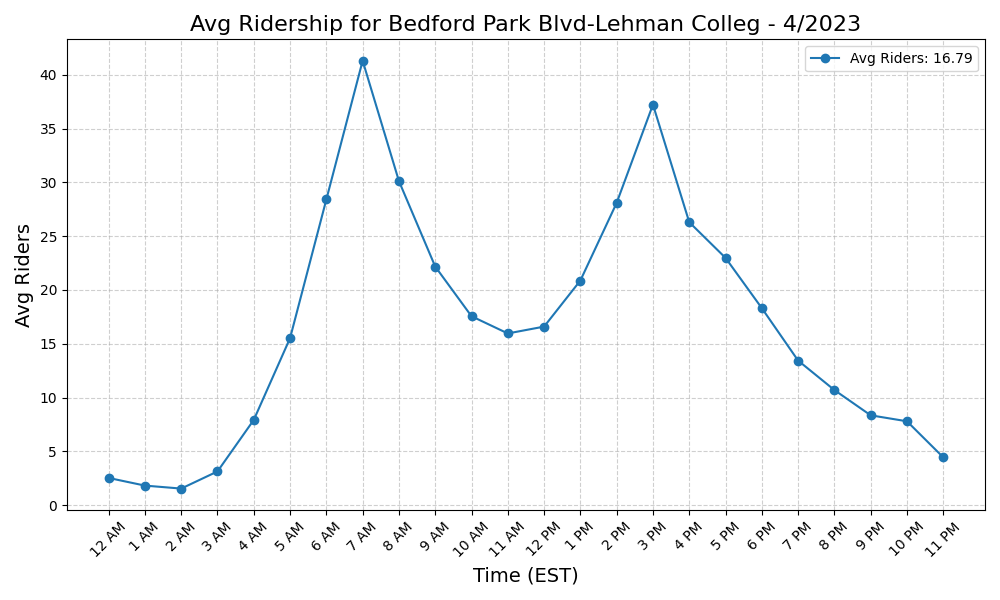 Avg Ridership for Bedford Park Blvd-Lehman Colleg - 4/2023
Avg Riders: 16.79
Avg Riders
40
35
30
25
20
15
10
5
0
12 AM
1 AM
2 AM
3 AM
4 AM
5 AM
6 AM
7 AM
8 AM
9 AM
10 AM
11 AM
12 PM
1 PM
2 PM
3 PM
4 PM
5 PM
6 PM
7 PM
8 PM
9 PM
10 PM
11 PM
Time (EST)